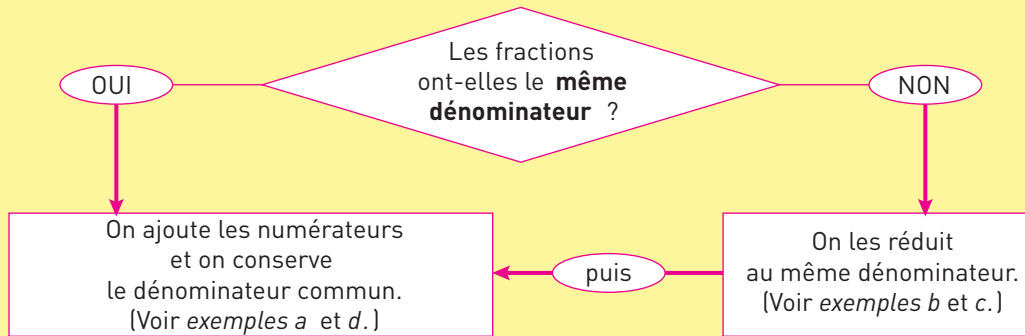 Les fractions
ont-elles le même
dénominateur ?
OUI
NON
On ajoute les numérateurs
et on conserve
le dénominateur commun.
(Voir exemples a et d.)
puis
On les réduit
au même dénominateur.
(Voir exemples b et c.)